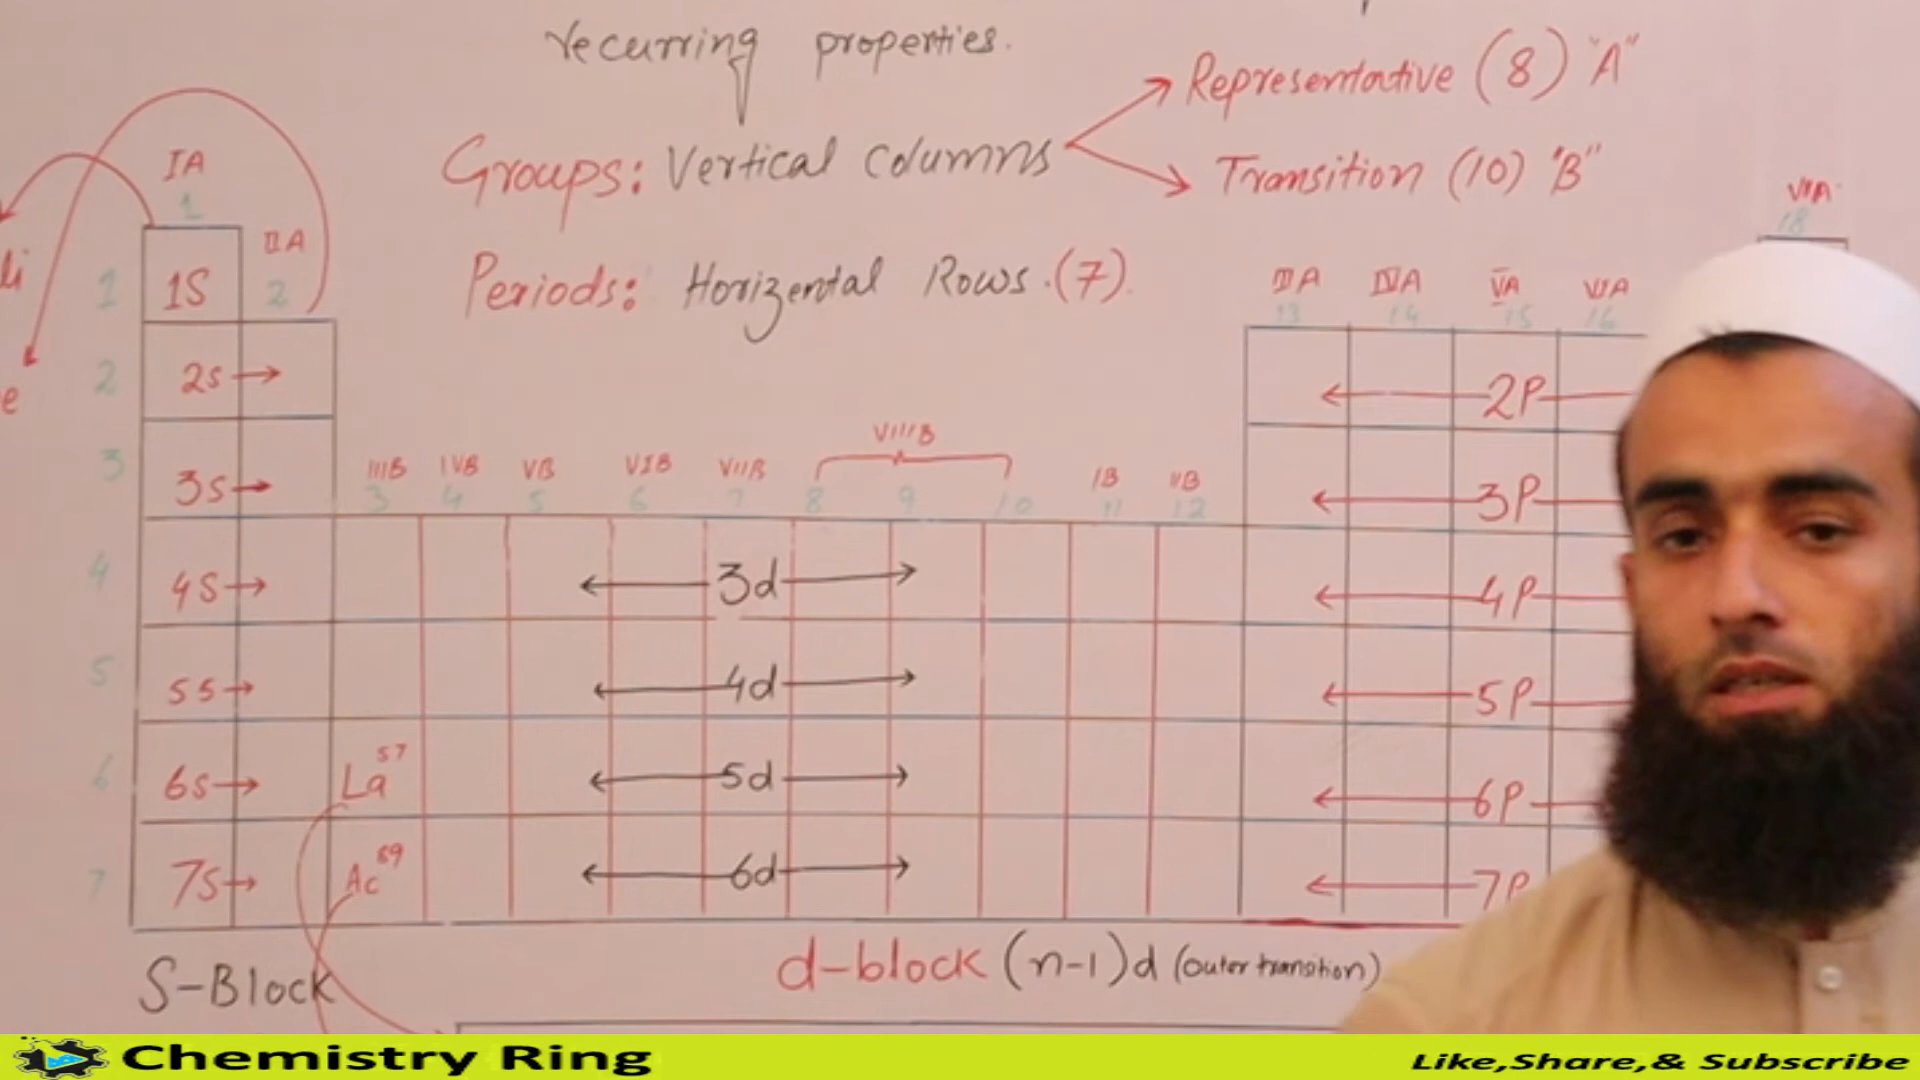 recurring properties.
Representative (8) "A"
Groups: Vertical Columns
Transition (10) "B"
IA
1
IIA
2
Periods: Horizental Rows. (7).
18
IIIA IVA VA VIA
13 14 15 16
li
e
1 1S
2 2s 2P
VIIIB
3 3s 3P
IIIB IVB VB VIB VIIB IB IIB
3 4 5 6 7 8 9 10 11 12
4 4s 3d 4P
5 5s 4d 5P
6 6s La 57 5d 6P
7 7s Ac 89 6d 7P
S-Block
d-block (n-1)d (outer transition)
Chemistry Ring
Like,Share,& Subscribe